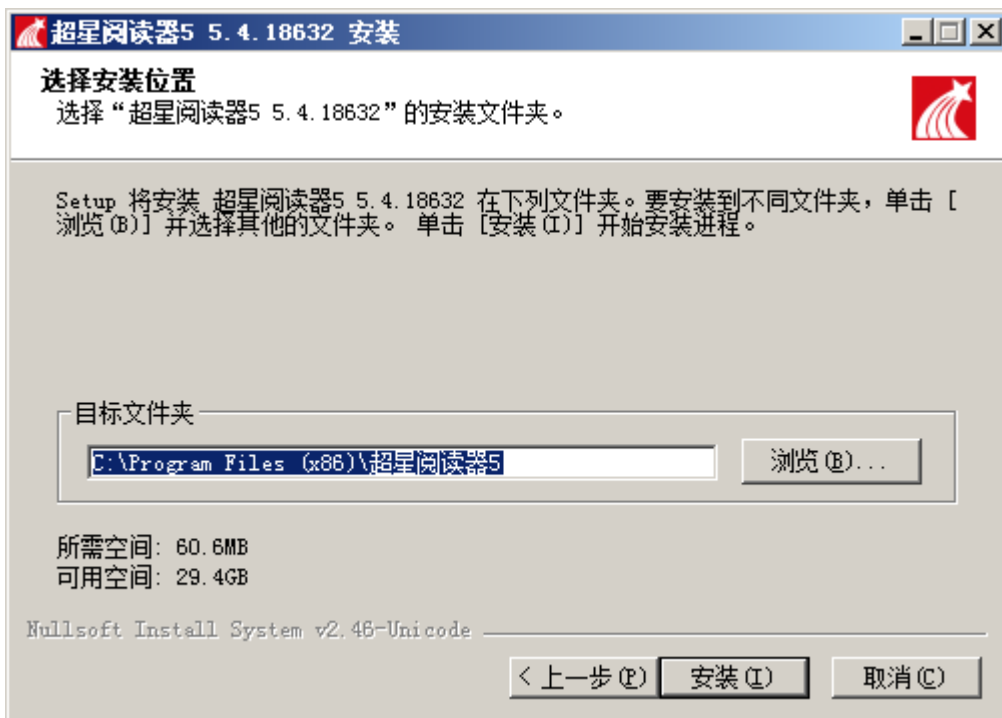 超星阅读器5 5.4.18632 安装
选择安装位置
选择“超星阅读器5 5.4.18632”的安装文件夹。
Setup 将安装 超星阅读器5 5.4.18632 在下列文件夹。要安装到不同文件夹，单击 [
浏览(B)] 并选择其他的文件夹。 单击 [安装(I)] 开始安装进程。
目标文件夹
C:\Program Files (x86)\超星阅读器5
浏览(B)...
所需空间: 60.6MB
可用空间: 29.4GB
Nullsoft Install System v2.46-Unicode
< 上一步(P) 安装(I) 取消(C)